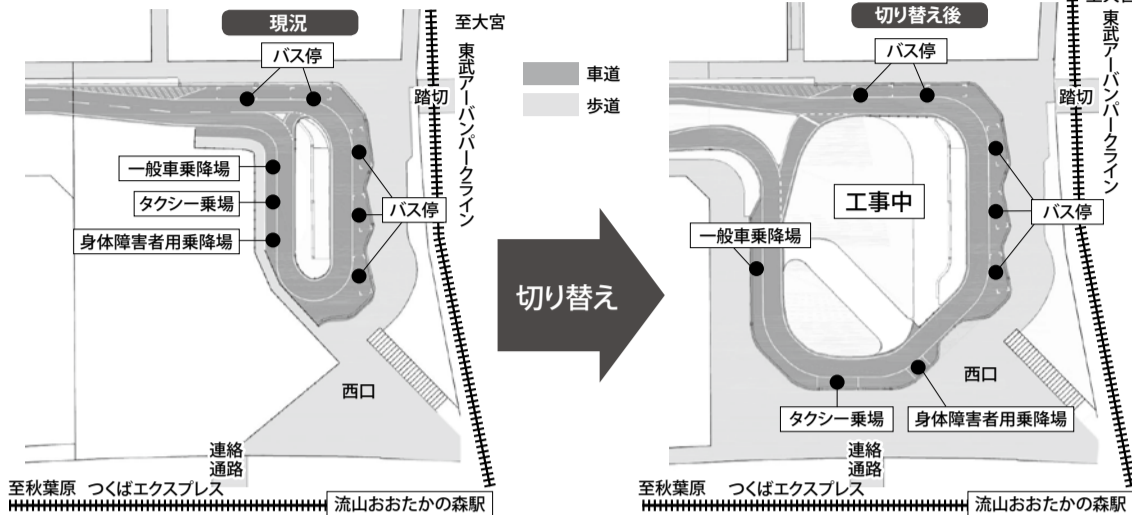 現況
至大宮
東武アーバンパークライン
バス停
踏切
一般車乗降場
タクシー乗場
身体障害者用乗降場
バス停
西口
連絡
通路
至秋葉原 つくばエクスプレス
流山おおたかの森駅
車道
歩道
切り替え
切り替え後
至大宮
東武アーバンパークライン
バス停
踏切
工事中
バス停
一般車乗降場
西口
タクシー乗場
身体障害者用乗降場
連絡
通路
至秋葉原 つくばエクスプレス
流山おおたかの森駅